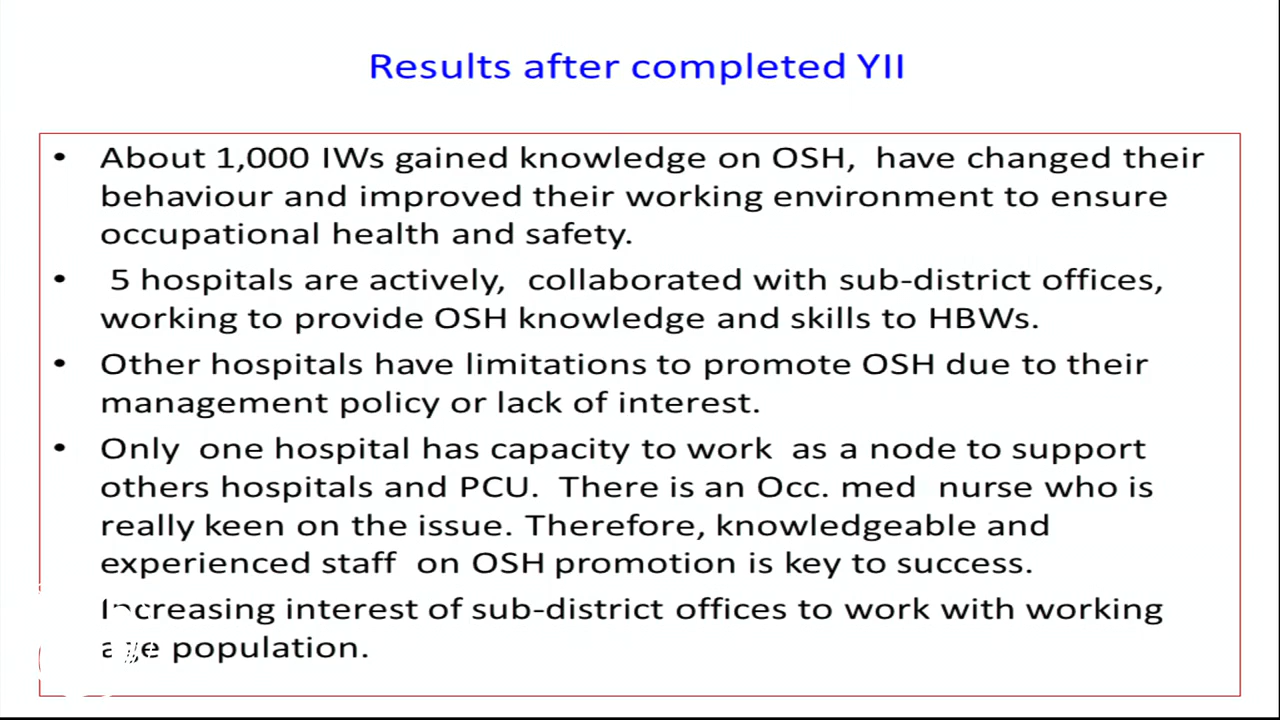 Results after completed YII
• About 1,000 IWs gained knowledge on OSH, have changed their
behaviour and improved their working environment to ensure
occupational health and safety.
• 5 hospitals are actively, collaborated with sub-district offices,
working to provide OSH knowledge and skills to HBWs.
• Other hospitals have limitations to promote OSH due to their
management policy or lack of interest.
• Only one hospital has capacity to work as a node to support
others hospitals and PCU. There is an Occ. med nurse who is
really keen on the issue. Therefore, knowledgeable and
experienced staff on OSH promotion is key to success.
Increasing interest of sub-district offices to work with working
age population.